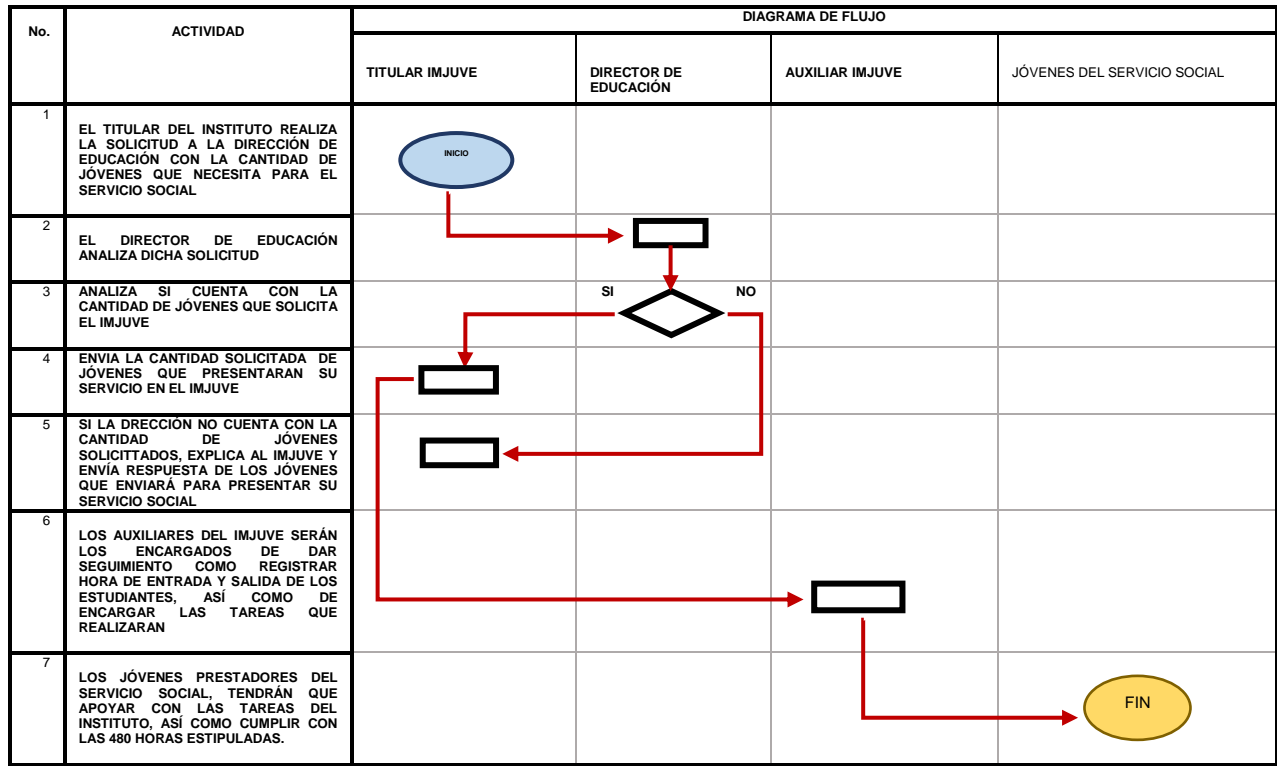 No.
ACTIVIDAD
DIAGRAMA DE FLUJO
TITULAR IMJUVE
DIRECTOR DE
EDUCACIÓN
AUXILIAR IMJUVE
JÓVENES DEL SERVICIO SOCIAL
1
EL TITULAR DEL INSTITUTO REALIZA
LA SOLICITUD A LA DIRECCIÓN DE
EDUCACIÓN CON LA CANTIDAD DE
JÓVENES QUE NECESITA PARA EL
SERVICIO SOCIAL
INICIO
2
EL DIRECTOR DE EDUCACIÓN
ANALIZA DICHA SOLICITUD
3
ANALIZA SI CUENTA CON LA
CANTIDAD DE JÓVENES QUE SOLICITA
EL IMJUVE
SI
NO
4
ENVIA LA CANTIDAD SOLICITADA DE
JÓVENES QUE PRESENTARAN SU
SERVICIO EN EL IMJUVE
5
SI LA DRECCIÓN NO CUENTA CON LA
CANTIDAD DE JÓVENES
SOLICITTADOS, EXPLICA AL IMJUVE Y
ENVÍA RESPUESTA DE LOS JÓVENES
QUE ENVIARÁ PARA PRESENTAR SU
SERVICIO SOCIAL
6
LOS AUXILIARES DEL IMJUVE SERÁN
LOS ENCARGADOS DE DAR
SEGUIMIENTO COMO REGISTRAR
HORA DE ENTRADA Y SALIDA DE LOS
ESTUDIANTES, ASÍ COMO DE
ENCARGAR LAS TAREAS QUE
REALIZARAN
7
LOS JÓVENES PRESTADORES DEL
SERVICIO SOCIAL, TENDRÁN QUE
APOYAR CON LAS TAREAS DEL
INSTITUTO, ASÍ COMO CUMPLIR CON
LAS 480 HORAS ESTIPULADAS.
FIN